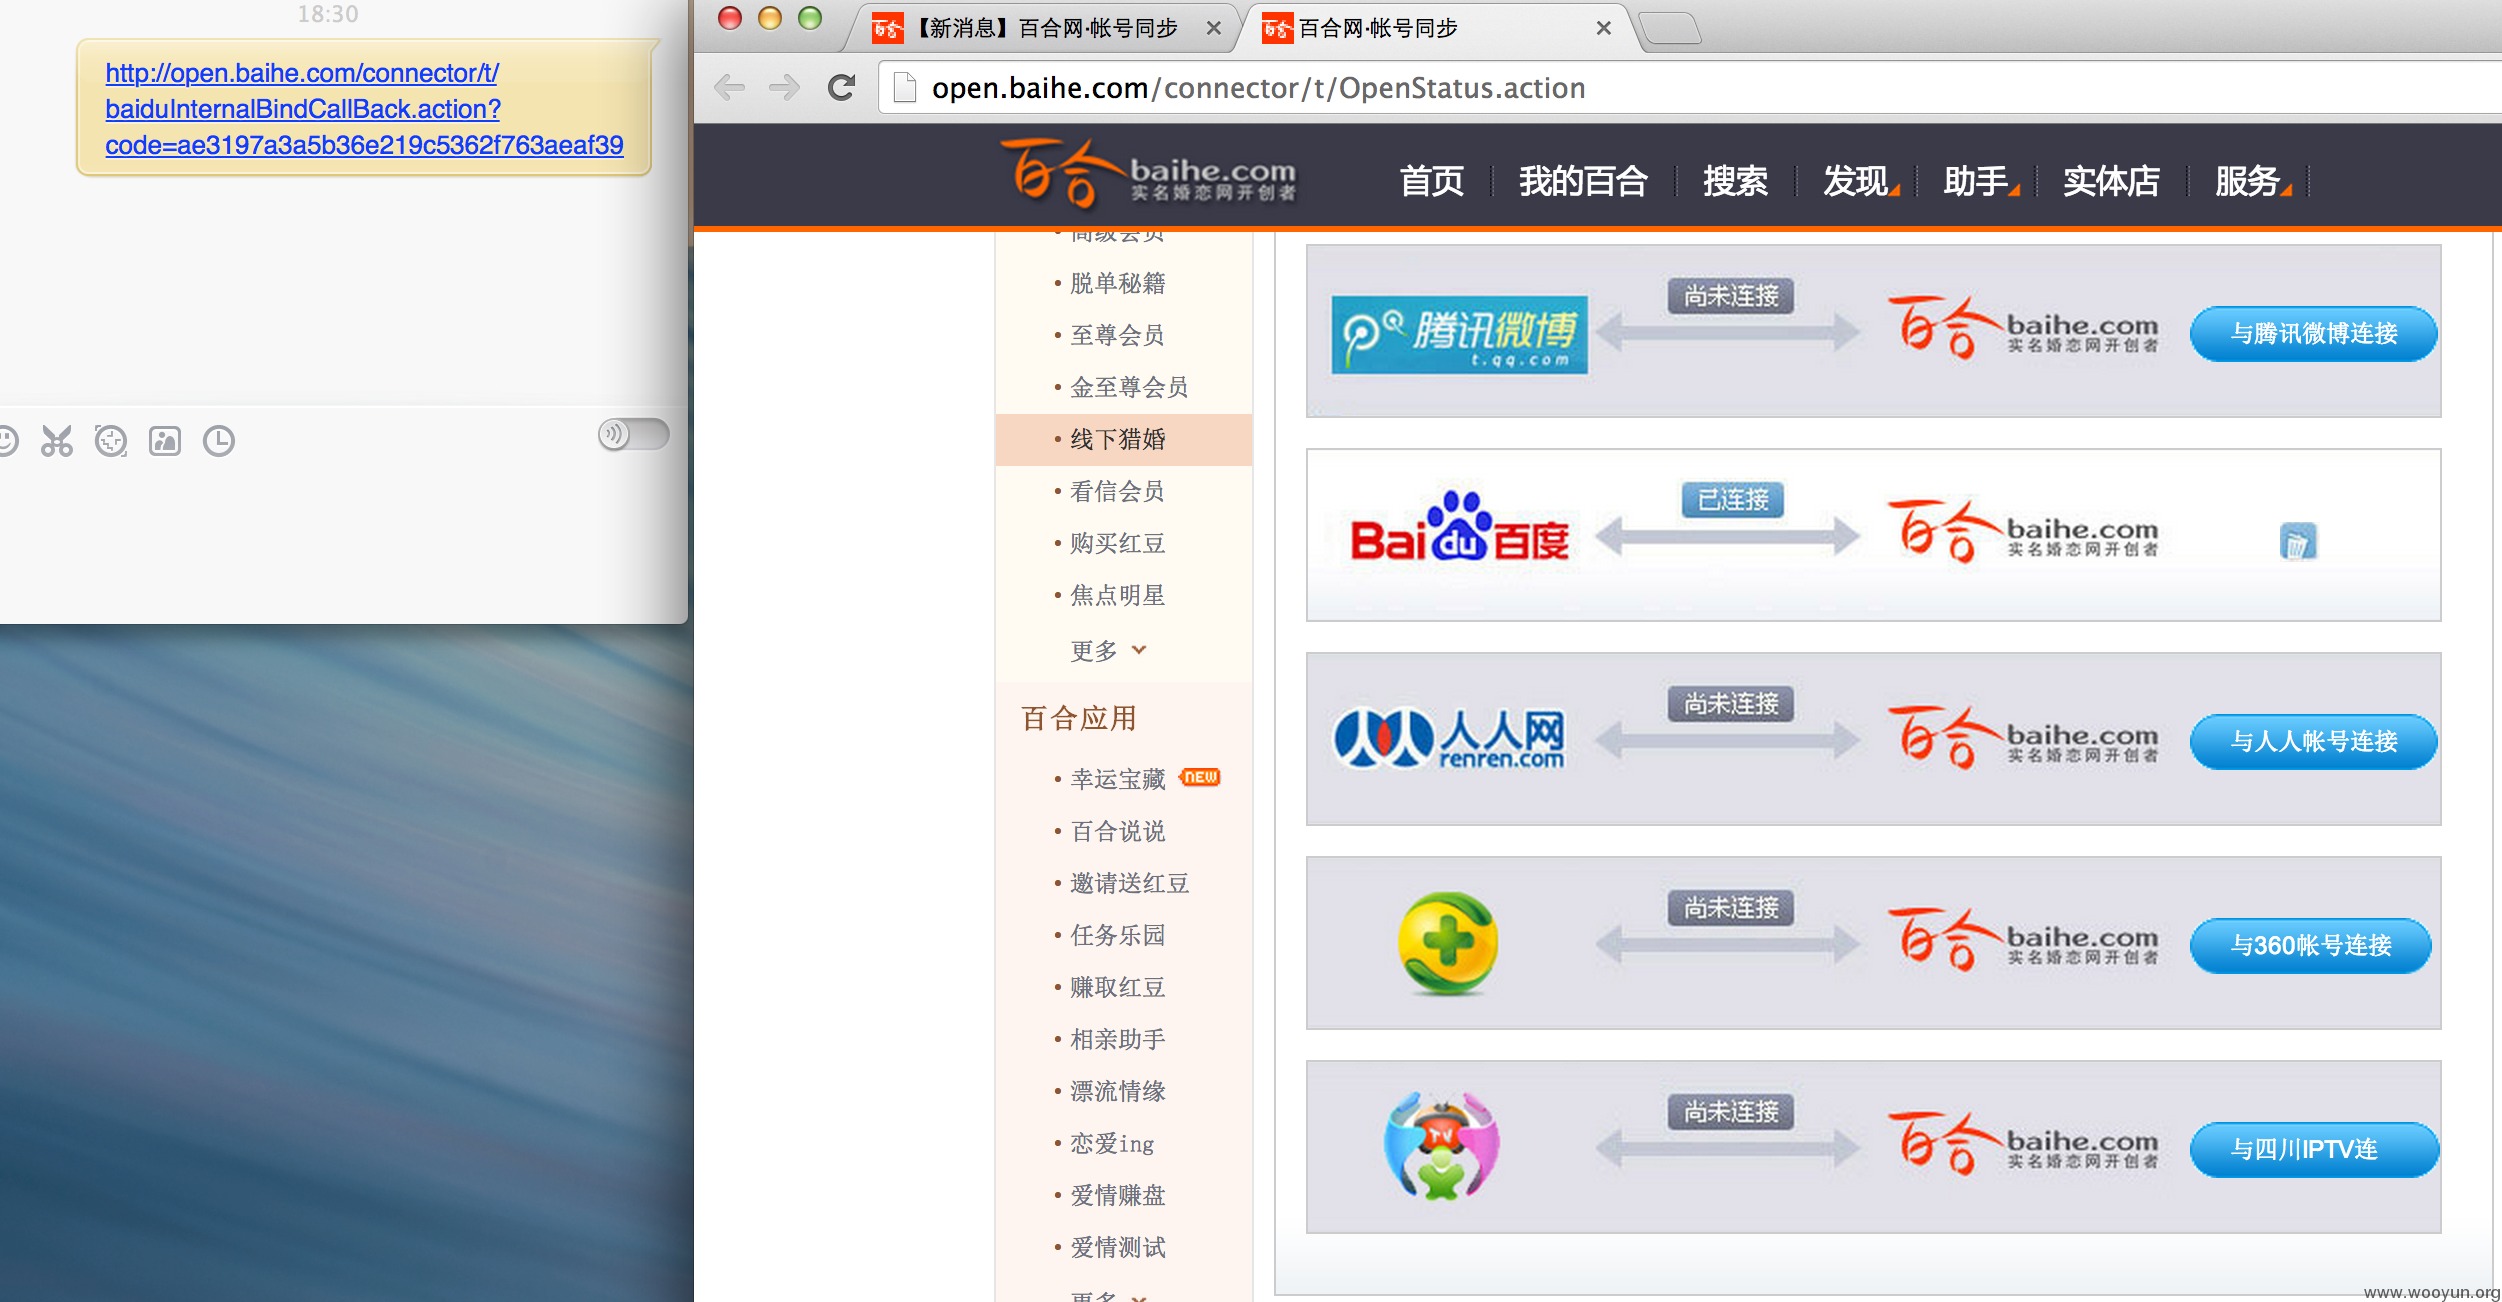 18:30
http://open.baihe.com/connector/t/
baiduInternalBindCallBack.action?
code=ae3197a3a5b36e219c5362f763aeaf39
【新消息】百合网·帐号同步
百合网·帐号同步
open.baihe.com/connector/t/OpenStatus.action
百合 baihe.com
实名婚恋网开创者
首页
我的百合
搜索
发现
助手
实体店
服务
高级会员
脱单秘籍
至尊会员
金至尊会员
线下猎婚
看信会员
购买红豆
焦点明星
更多
百合应用
幸运宝藏 NEW
百合说说
邀请送红豆
任务乐园
赚取红豆
相亲助手
漂流情缘
恋爱ing
爱情赚盘
爱情测试
更多
腾讯微博
t.qq.com
尚未连接
百合 baihe.com
实名婚恋网开创者
与腾讯微博连接
Baidu百度
已连接
百合 baihe.com
实名婚恋网开创者
人人网
renren.com
尚未连接
百合 baihe.com
实名婚恋网开创者
与人人帐号连接
尚未连接
百合 baihe.com
实名婚恋网开创者
与360帐号连接
TV
尚未连接
百合 baihe.com
实名婚恋网开创者
与四川IPTV连
www.wooyun.org